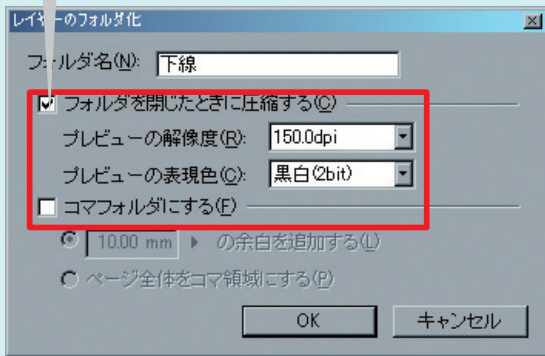 レイヤーのフォルダ化
フォルダ名(N): 下線
フォルダを閉じたときに圧縮する(C)
プレビューの解像度(R): 150.0dpi
プレビューの表現色(C): 黒白(2bit)
コマフォルダにする(F)
10.00 mm の余白を追加する(L)
ページ全体をコマ領域にする(P)
OK キャンセル